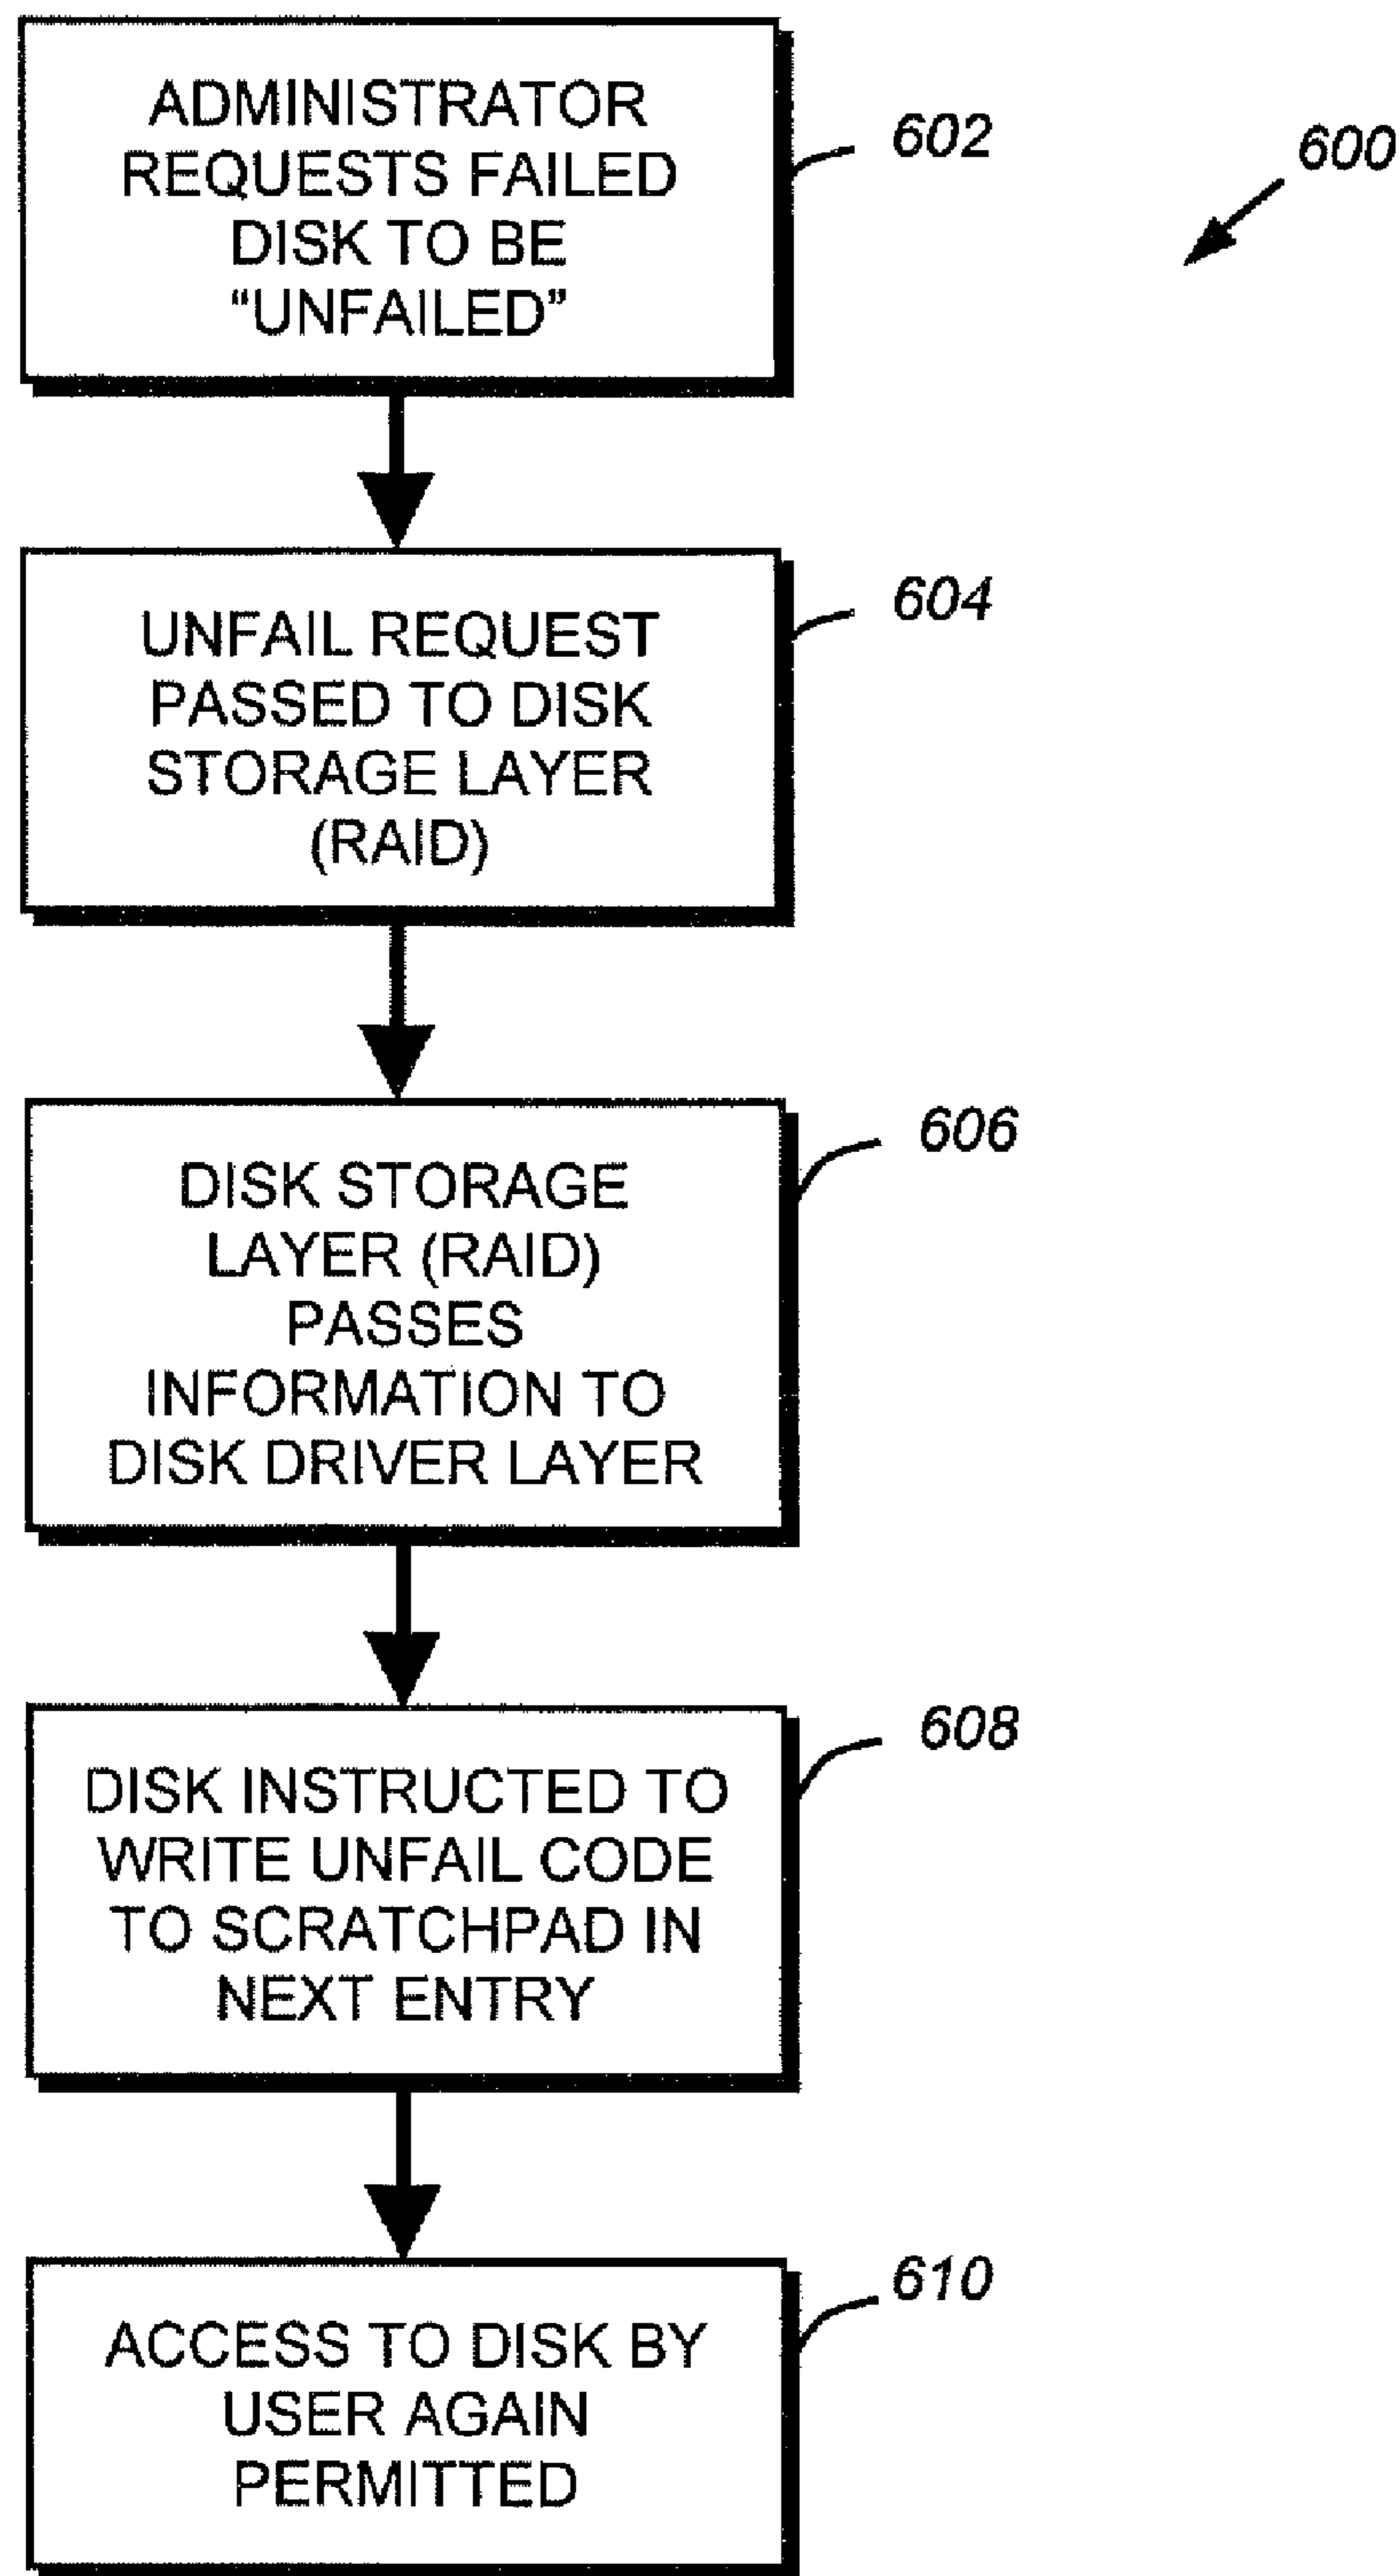 ADMINISTRATOR
REQUESTS FAILED
DISK TO BE
“UNFAILED”
602
600
UNFAIL REQUEST
PASSED TO DISK
STORAGE LAYER
(RAID)
604
DISK STORAGE
LAYER (RAID)
PASSES
INFORMATION TO
DISK DRIVER LAYER
606
DISK INSTRUCTED TO
WRITE UNFAIL CODE
TO SCRATCHPAD IN
NEXT ENTRY
608
ACCESS TO DISK BY
USER AGAIN
PERMITTED
610